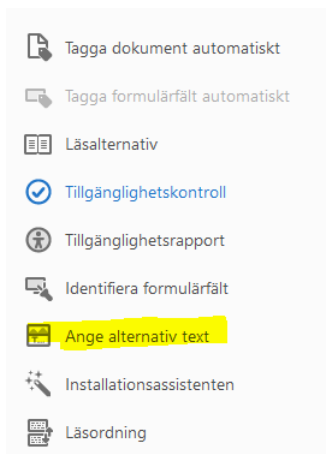 Tagga dokument automatiskt
Tagga formulärfält automatiskt
Läsalternativ
Tillgänglighetskontroll
Tillgänglighetsrapport
Identifiera formulärfält
Ange alternativ text
Installationsassistenten
Läsordning